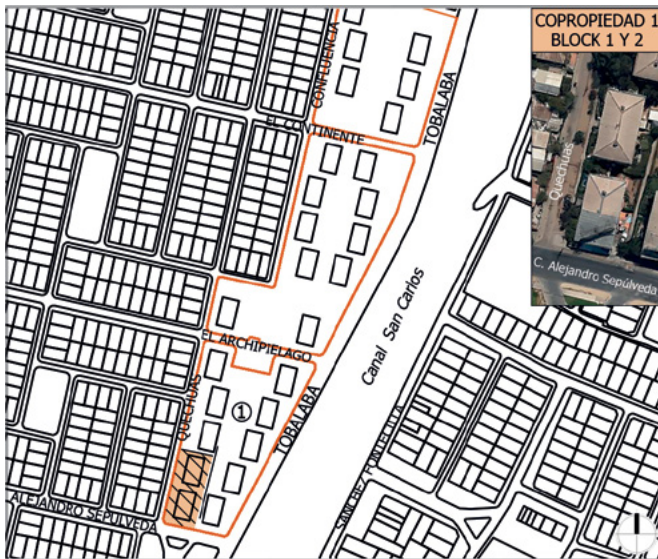 COPROPIEDAD 1
BLOCK 1 Y 2
Quechuas
C. Alejandro Sepúlveda
CONFLUENCIA
TOBALABA
EL CONTINENTE
Canal San Carlos
EL ARCHIPIELAGO
QUECHUAS
1
TOBALABA
SANCHEZ FONTECILLA
ALEJANDRO SEPÚLVEDA